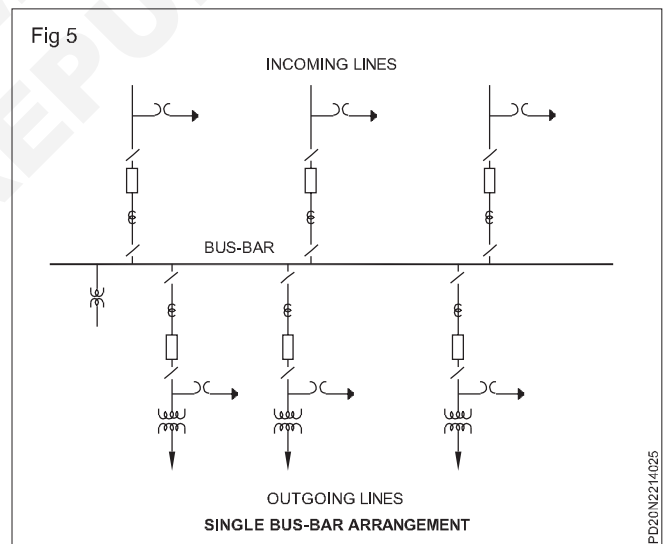 Fig 5
INCOMING LINES
BUS-BAR
OUTGOING LINES
SINGLE BUS-BAR ARRANGEMENT
PD20N2214025